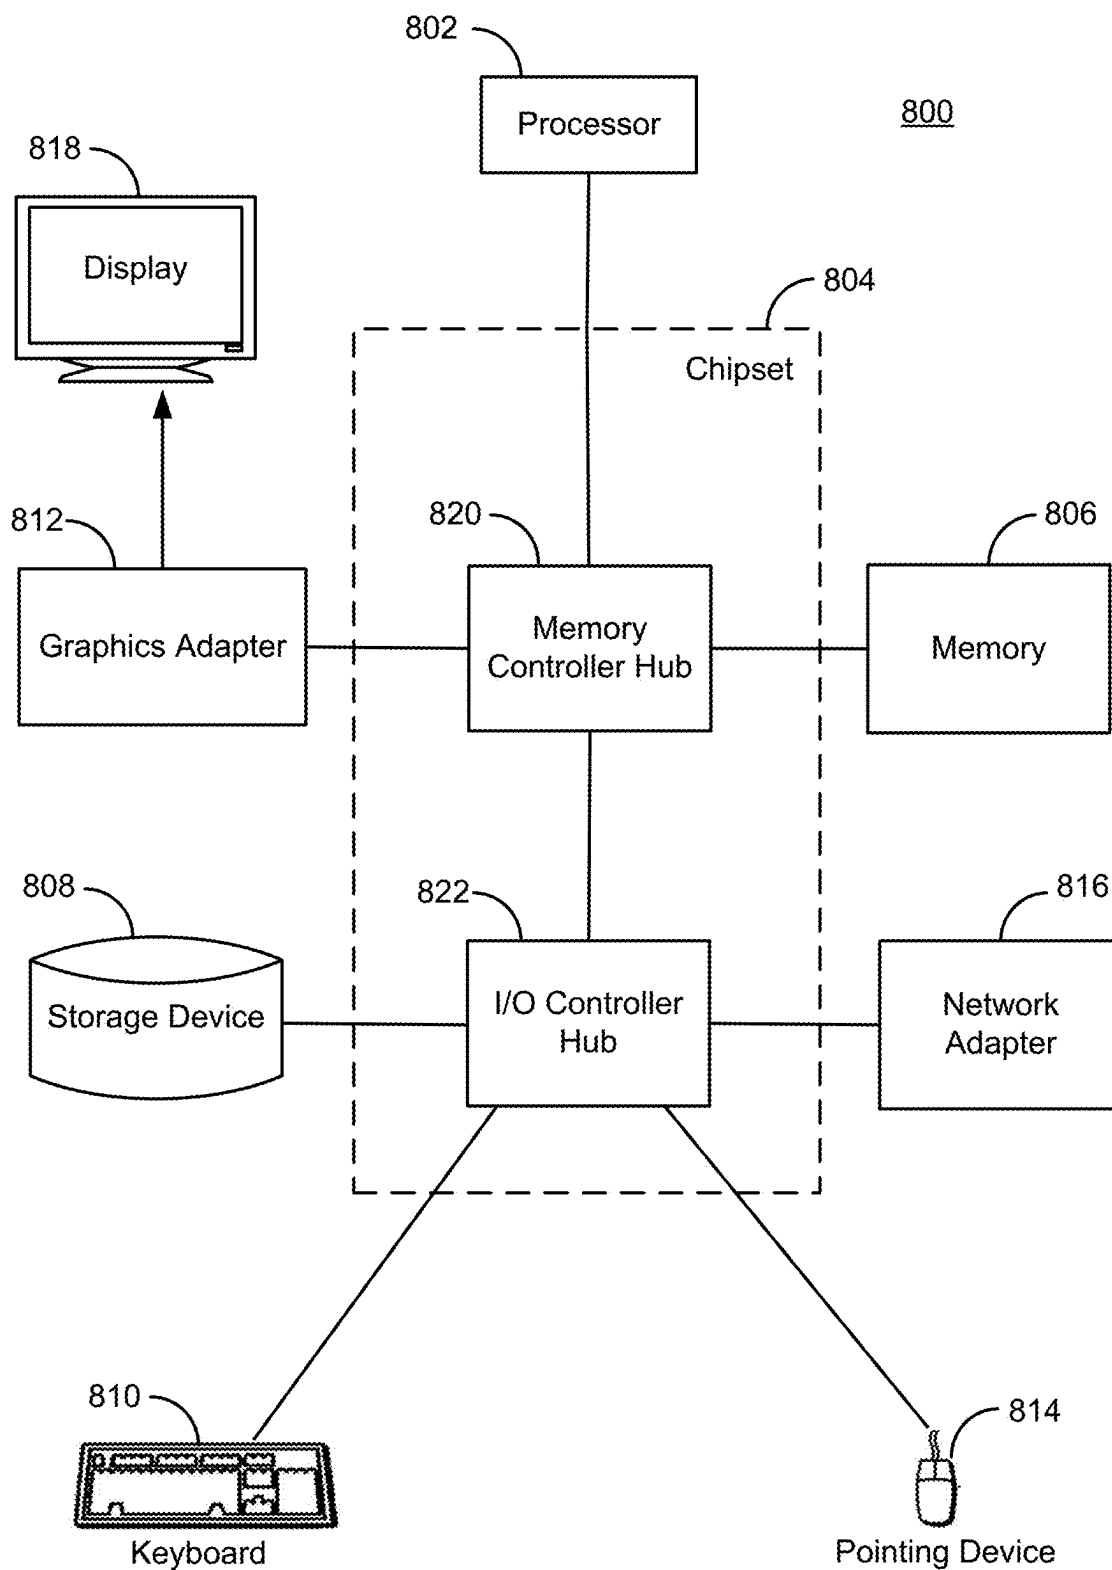 802
Processor
800
818
Display
804
Chipset
812
Graphics Adapter
820
Memory
Controller Hub
806
Memory
808
Storage Device
822
I/O Controller
Hub
816
Network
Adapter
810
Keyboard
814
Pointing Device